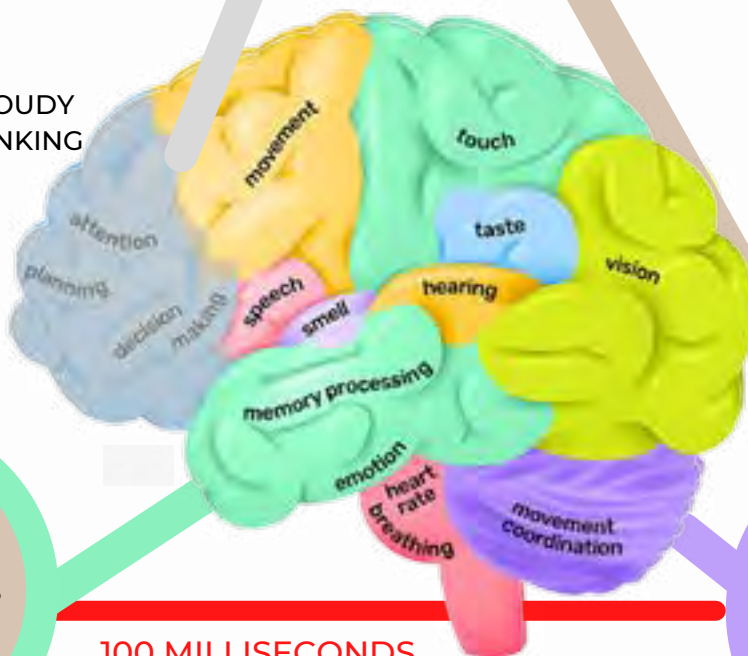 OUDY
NKING
movement
touch
attention
taste
planning
vision
decision
making
speech
hearing
smell
memory processing
emotion
heart
rate
breathing
movement
coordination
100 MILLISECONDS